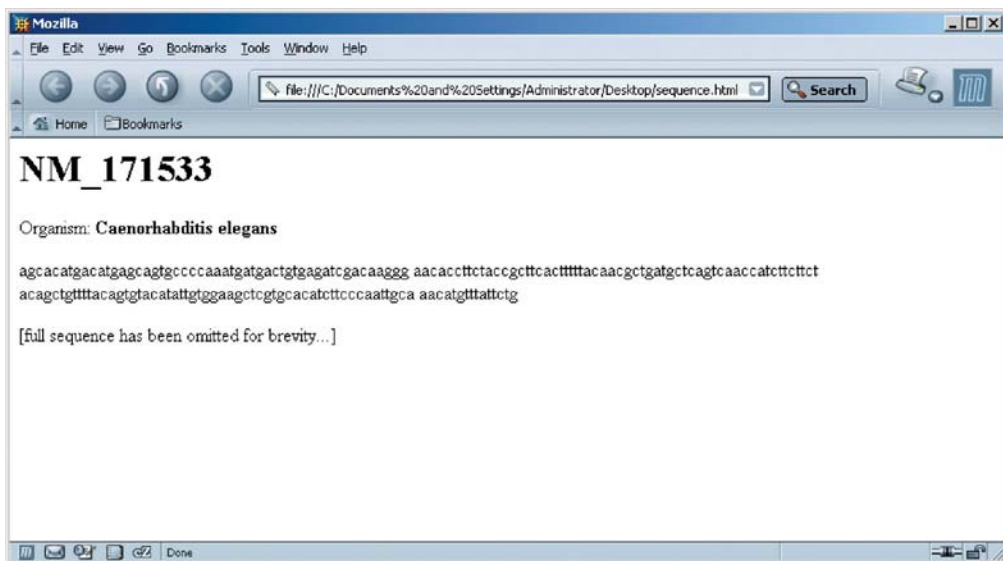 Mozilla
File Edit View Go Bookmarks Tools Window Help
file:///C:/Documents%20and%20Settings/Administrator/Desktop/sequence.html Search
Home Bookmarks
NM_171533
Organism: Caenorhabditis elegans
agcacatgacatgagcagtgccccaaatgatgactgtgagatcgacaaggg aacaccttctaccgcttcactttttacaacgctgatgctcagtcaaccatcttcttct
acagctgttttacagtgtacatattgtggaagctcgtgcacatcttcccaattgca aacatgtttattctg
[full sequence has been omitted for brevity...]
Done